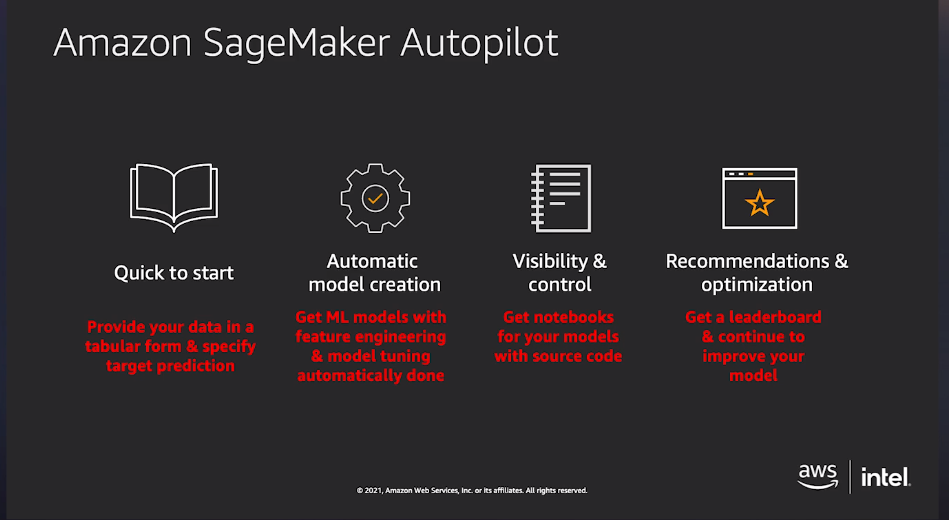 Amazon SageMaker Autopilot
Quick to start
Provide your data in a
tabular form & specify
target prediction
Automatic
model creation
Get ML models with
feature engineering
& model tuning
automatically done
Visibility &
control
Get notebooks
for your models
with source code
Recommendations &
optimization
Get a leaderboard
& continue to
improve your
model
© 2021, Amazon Web Services, Inc. or its affiliates. All rights reserved.
aws
intel.